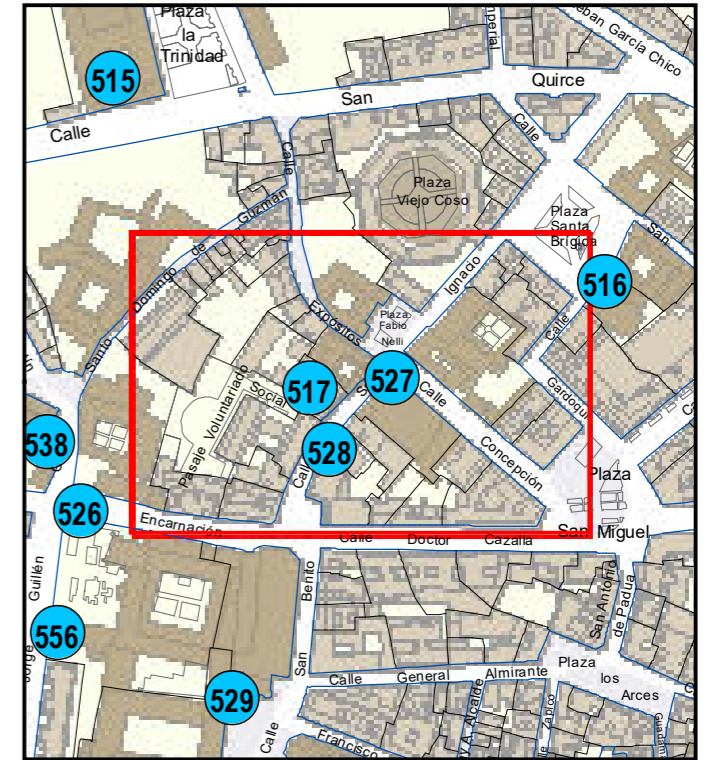 Plaza
la
Trinidad
515
Calle
San
Quirce
Calle
Calle
Plaza
Viejo Coso
Plaza
Santa
Brígida
San
516
Santo Domingo de Guzmán
Expósitos
Ignacio
Plaza
Fabio
Nelli
527
Calle
Concepción
Calle
Gardoqui
517
528
Pasaje Voluntariado
Social
Calle
538
526
Encarnación
Calle Doctor Cazalla
Plaza
San Miguel
Guillén
Jorge
556
529
San
Benito
Calle
Calle General Almirante
San Antonio
de Padua
Plaza
los
Arces
Francisco
Zabico